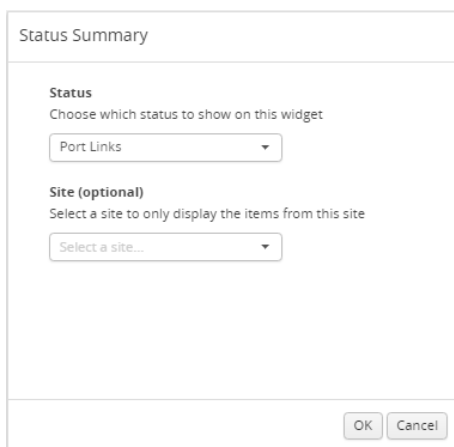 Status Summary
Status
Choose which status to show on this widget
Port Links
Site (optional)
Select a site to only display the items from this site
Select a site...
OK Cancel